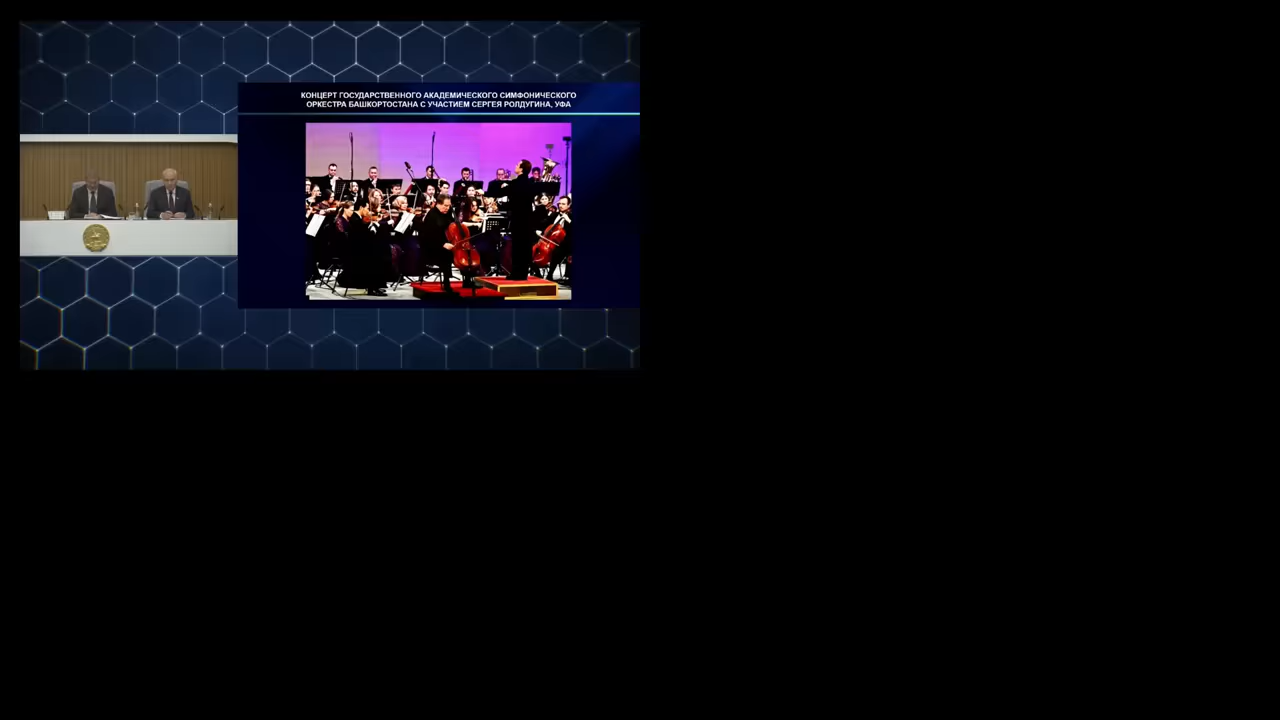 КОНЦЕРТ ГОСУДАРСТВЕННОГО АКАДЕМИЧЕСКОГО СИМФОНИЧЕСКОГО
ОРКЕСТРА БАШКОРТОСТАНА С УЧАСТИЕМ СЕРГЕЯ РОЛДУГИНА, УФА